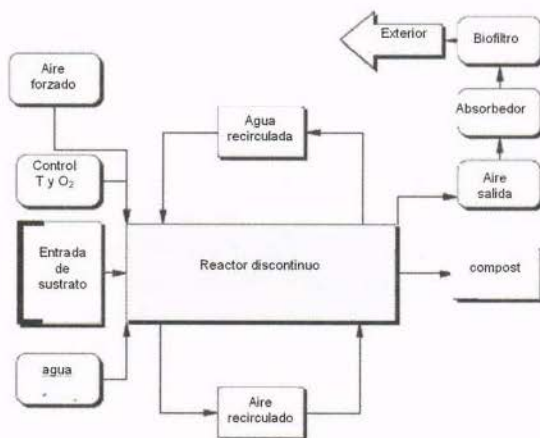 Exterior
Biofiltro
Aire
forzado
Agua
recirculada
Absorbedor
Control
T y O₂
Aire
salida
Entrada
de
sustrato
Reactor discontinuo
compost
agua
Aire
recirculado